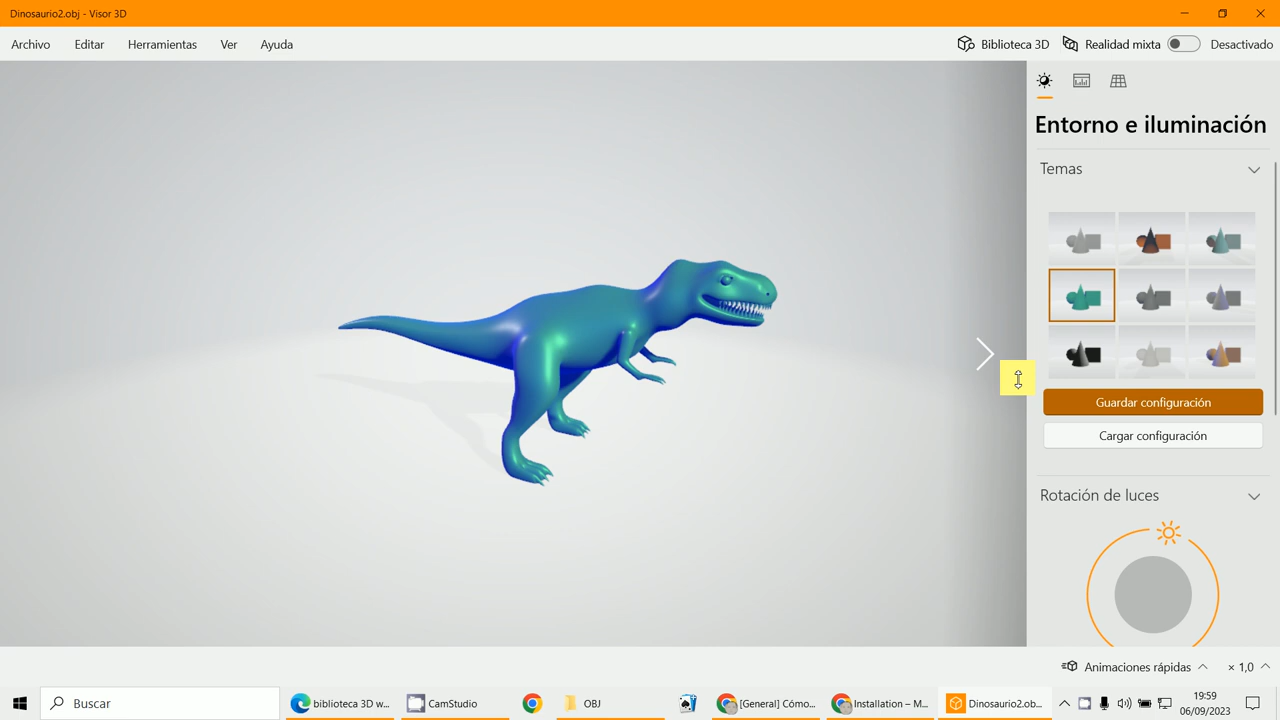 Dinosaurio2.obj - Visor 3D
Archivo Editar Herramientas Ver Ayuda Biblioteca 3D Realidad mixta Desactivado
Entorno e iluminación
Temas
Guardar configuración
Cargar configuración
Rotación de luces
Animaciones rápidas × 1,0
Buscar biblioteca 3D w... CamStudio OBJ [General] Cómo... Installation – M... Dinosaurio2.ob... 19:59
06/09/2023